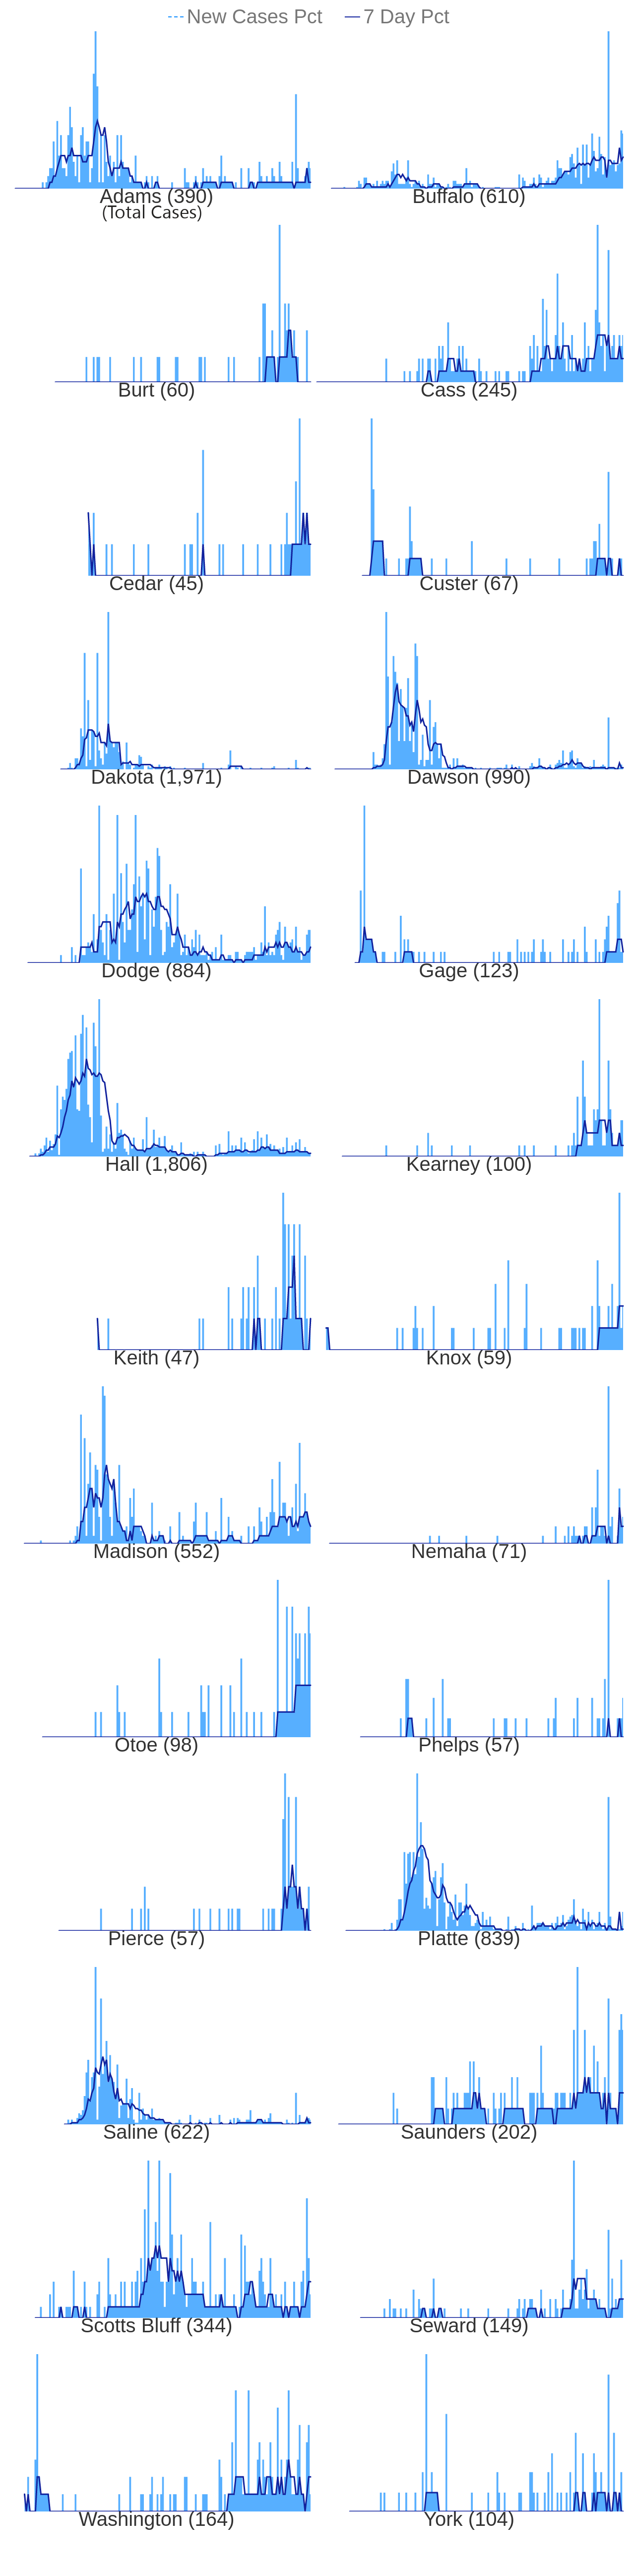 New Cases Pct 7 Day Pct
Adams (390) Buffalo (610)
(Total Cases)
Burt (60) Cass (245)
Cedar (45) Custer (67)
Dakota (1,971) Dawson (990)
Dodge (884) Gage (123)
Hall (1,806) Kearney (100)
Keith (47) Knox (59)
Madison (552) Nemaha (71)
Otoe (98) Phelps (57)
Pierce (57) Platte (839)
Saline (622) Saunders (202)
Scotts Bluff (344) Seward (149)
Washington (164) York (104)